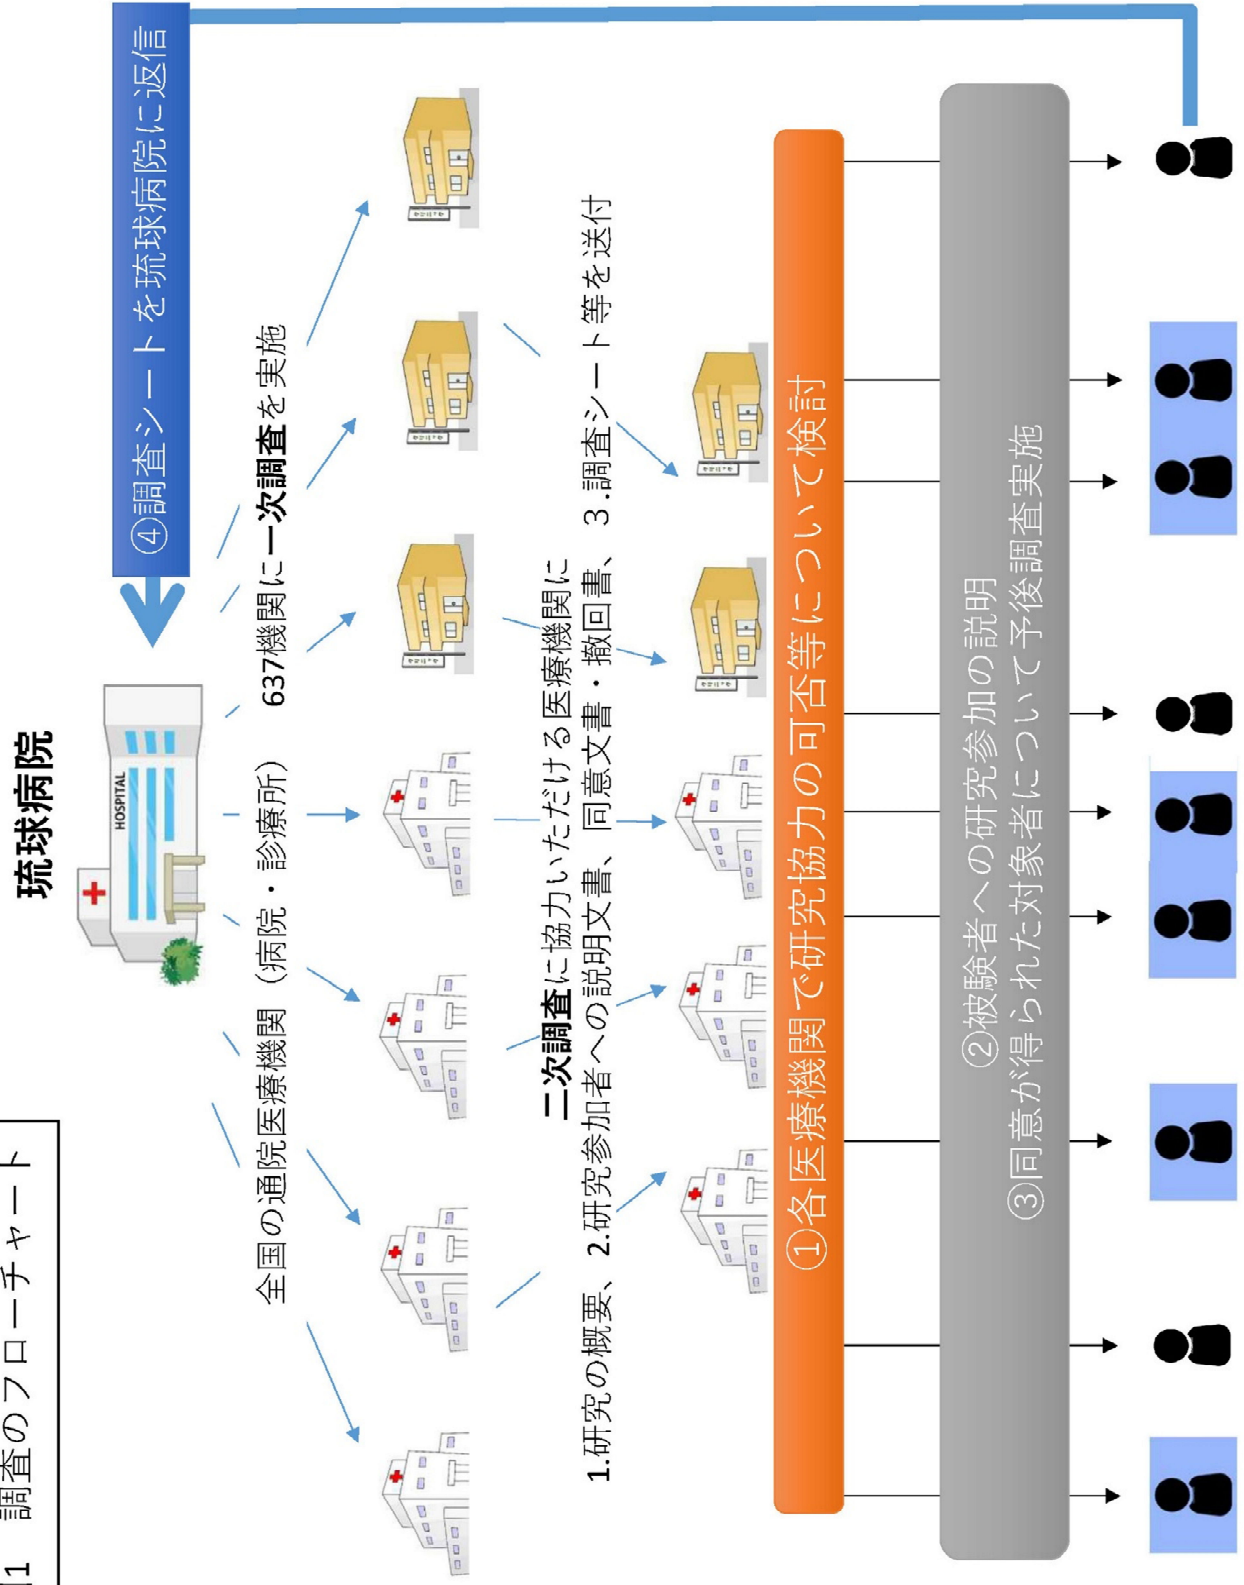 1 調査のフローチャート
琉球病院
HOSPITAL
④調査シートを琉球病院に返信
全国の通院医療機関(病院・診療所) 637機関に一次調査を実施
二次調査に協力いただける医療機関に
1.研究の概要、2.研究参加者への説明文書、同意文書・撤回書、3.調査シート等を送付
①各医療機関で研究協力の可否等について検討
②被験者への研究参加の説明
③同意が得られた対象者について予後調査実施